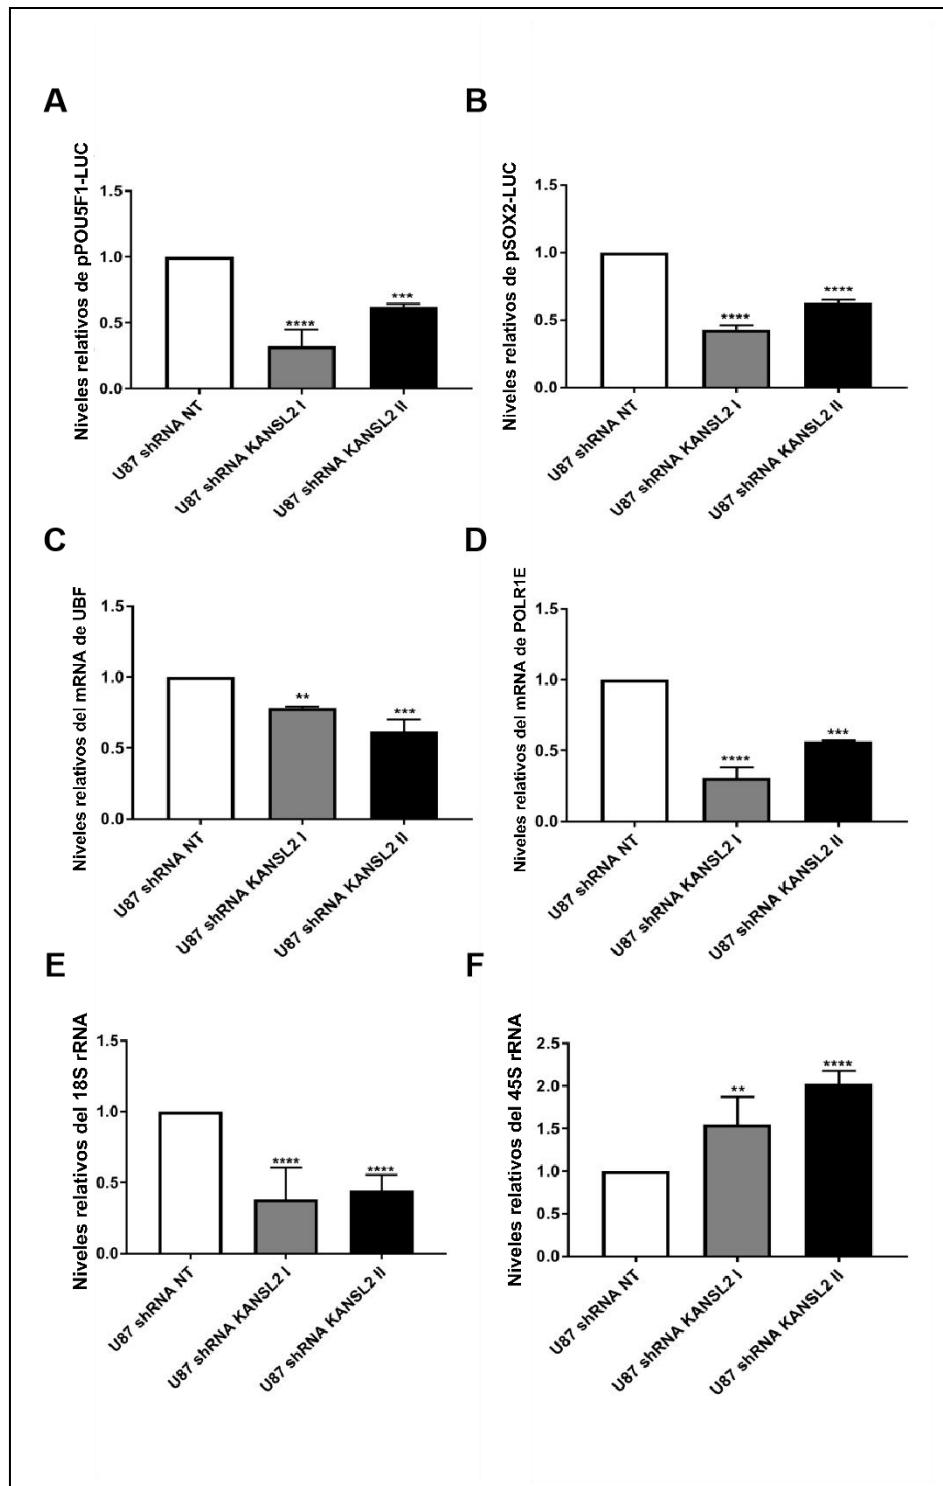 A
Niveles relativos de pPOU5F1-LUC
1.5
1.0
0.5
0.0
****
***
U87 shRNA NT
U87 shRNA KANSL2 I
U87 shRNA KANSL2 II
B
Niveles relativos de pSOX2-LUC
1.5
1.0
0.5
0.0
****
****
U87 shRNA NT
U87 shRNA KANSL2 I
U87 shRNA KANSL2 II
C
Niveles relativos del mRNA de UBF
1.5
1.0
0.5
0.0
**
***
U87 shRNA NT
U87 shRNA KANSL2 I
U87 shRNA KANSL2 II
D
Niveles relativos del mRNA de POLR1E
1.5
1.0
0.5
0.0
****
***
U87 shRNA NT
U87 shRNA KANSL2 I
U87 shRNA KANSL2 II
E
Niveles relativos del 18S rRNA
1.5
1.0
0.5
0.0
****
****
U87 shRNA NT
U87 shRNA KANSL2 I
U87 shRNA KANSL2 II
F
Niveles relativos del 45S rRNA
2.5
2.0
1.5
1.0
0.5
0.0
**
****
U87 shRNA NT
U87 shRNA KANSL2 I
U87 shRNA KANSL2 II